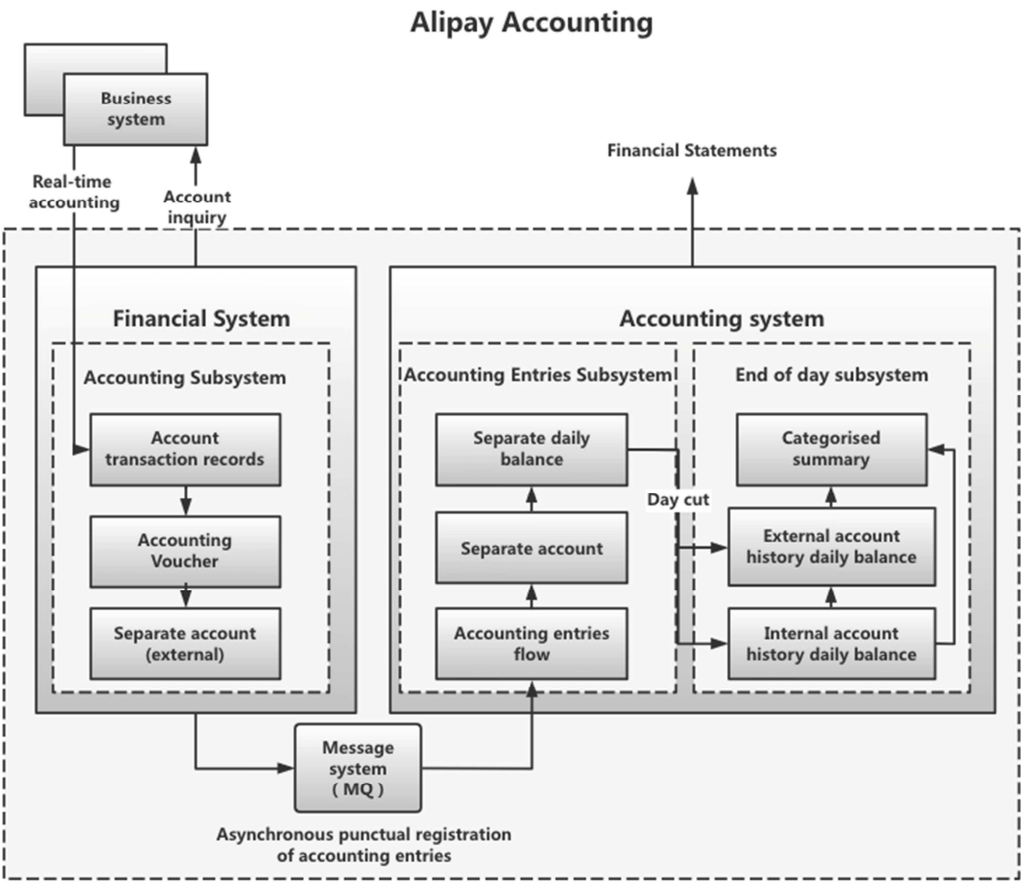 Alipay Accounting
Business
system
Real-time
accounting
Account
inquiry
Financial Statements
Financial System
Accounting Subsystem
Account
transaction records
Accounting
Voucher
Separate account
(external)
Accounting system
Accounting Entries Subsystem
Separate daily
balance
Separate account
Accounting entries
flow
Day cut
End of day subsystem
Categorised
summary
External account
history daily balance
Internal account
history daily balance
Message
system
( MQ )
Asynchronous punctual registration
of accounting entries